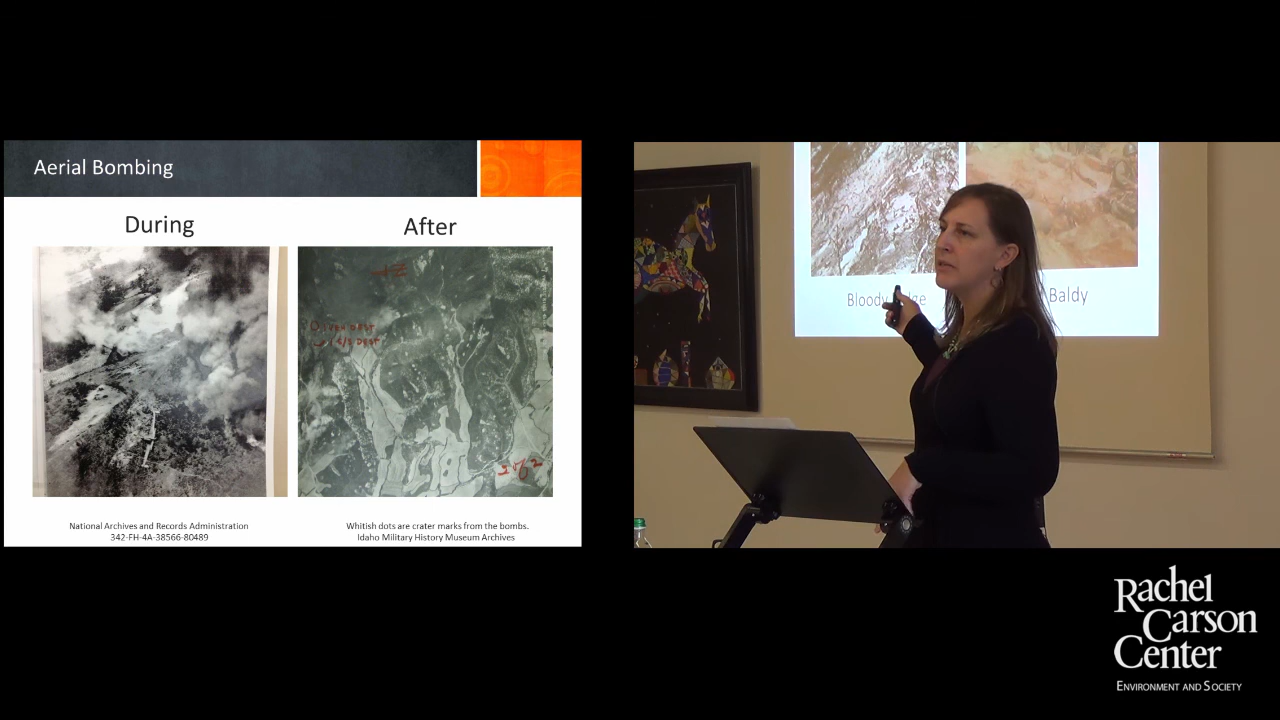 Aerial Bombing
During
After
National Archives and Records Administration
342-FH-4A-38566-80489
Whitish dots are crater marks from the bombs.
Idaho Military History Museum Archives
Bloody
Baldy
Rachel
Carson
Center
ENVIRONMENT AND SOCIETY